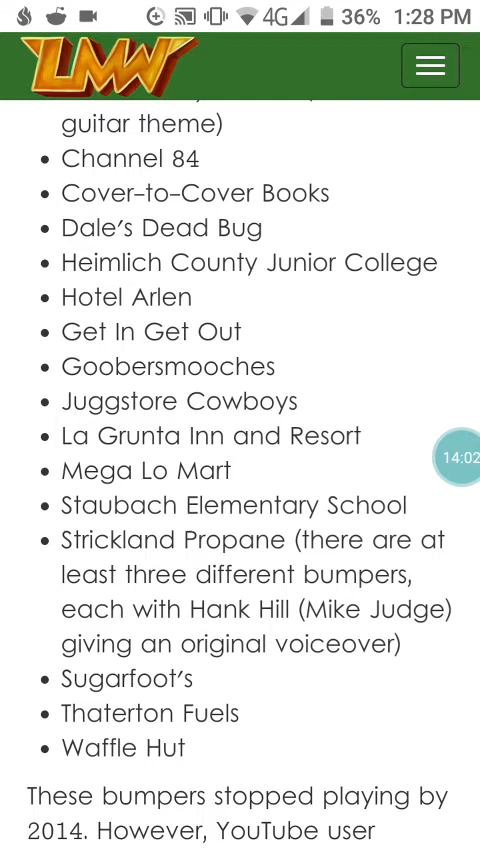 4G 36% 1:28 PM
LMW
guitar theme)
• Channel 84
• Cover-to-Cover Books
• Dale's Dead Bug
• Heimlich County Junior College
• Hotel Arlen
• Get In Get Out
• Goobersmooches
• Juggstore Cowboys
• La Grunta Inn and Resort
14:02
• Mega Lo Mart
• Staubach Elementary School
• Strickland Propane (there are at
least three different bumpers,
each with Hank Hill (Mike Judge)
giving an original voiceover)
• Sugarfoot's
• Thaterton Fuels
• Waffle Hut
These bumpers stopped playing by
2014. However, YouTube user